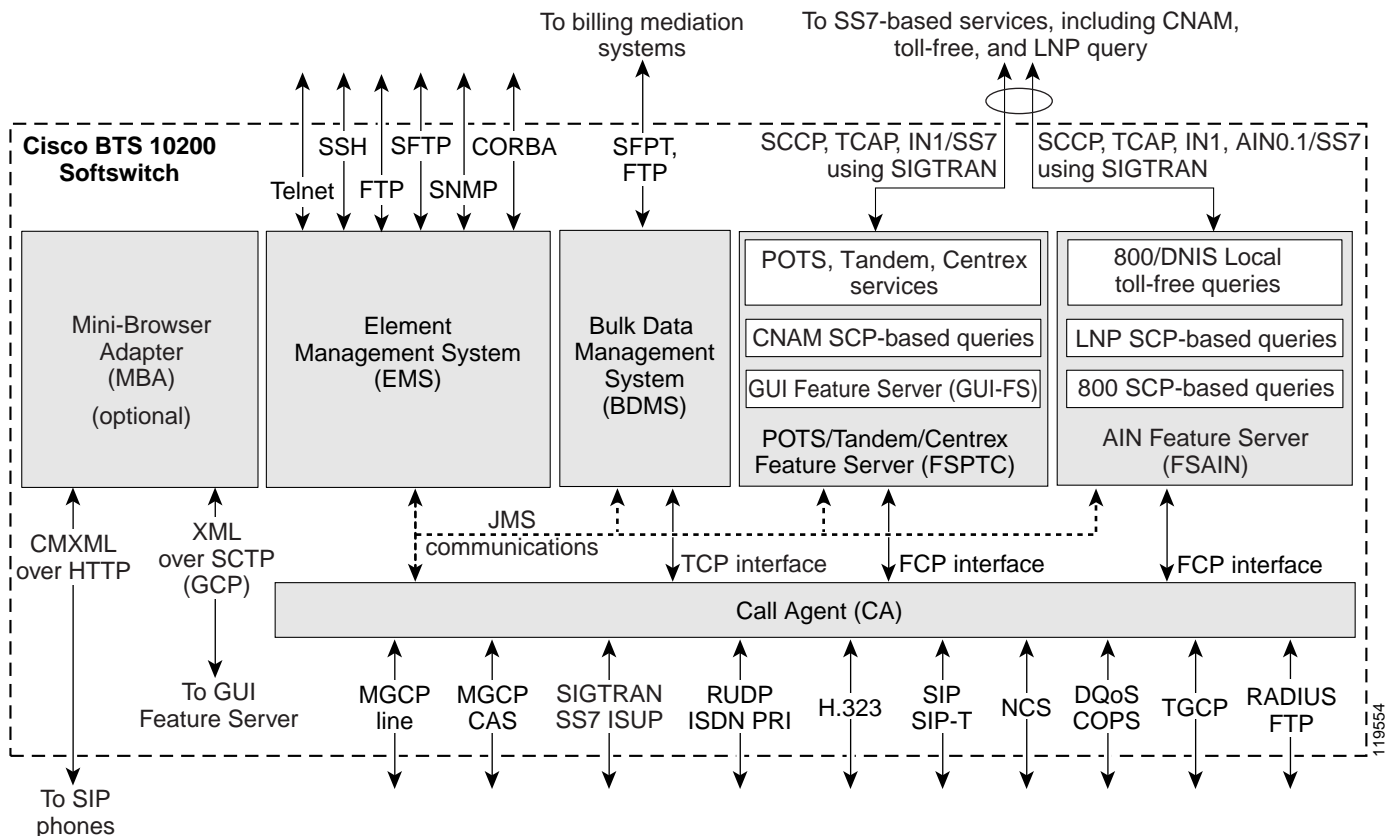 To billing mediation
systems
To SS7-based services, including CNAM,
toll-free, and LNP query
Cisco BTS 10200
Softswitch
Telnet
SSH
FTP
SFTP
SNMP
CORBA
SFPT,
FTP
SCCP, TCAP, IN1/SS7
using SIGTRAN
SCCP, TCAP, IN1, AIN0.1/SS7
using SIGTRAN
Mini-Browser
Adapter
(MBA)
(optional)
Element
Management System
(EMS)
Bulk Data
Management
System
(BDMS)
POTS, Tandem, Centrex
services
CNAM SCP-based queries
GUI Feature Server (GUI-FS)
POTS/Tandem/Centrex
Feature Server (FSPTC)
800/DNIS Local
toll-free queries
LNP SCP-based queries
800 SCP-based queries
AIN Feature Server
(FSAIN)
CMXML
over HTTP
XML
over SCTP
(GCP)
JMS
communications
TCP interface
FCP interface
FCP interface
Call Agent (CA)
To GUI
Feature Server
MGCP
line
MGCP
CAS
SIGTRAN
SS7 ISUP
RUDP
ISDN PRI
H.323
SIP
SIP-T
NCS
DQoS
COPS
TGCP
RADIUS
FTP
To SIP
phones
119554